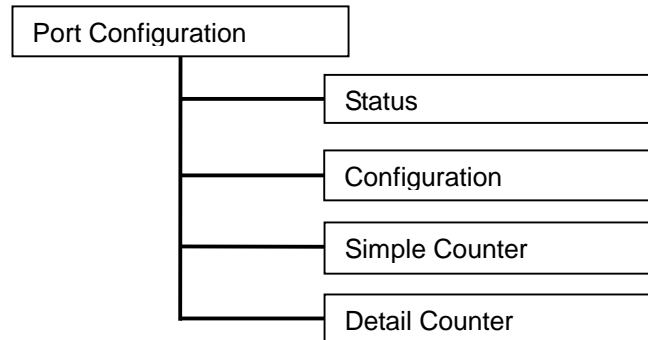 Port Configuration
Status
Configuration
Simple Counter
Detail Counter